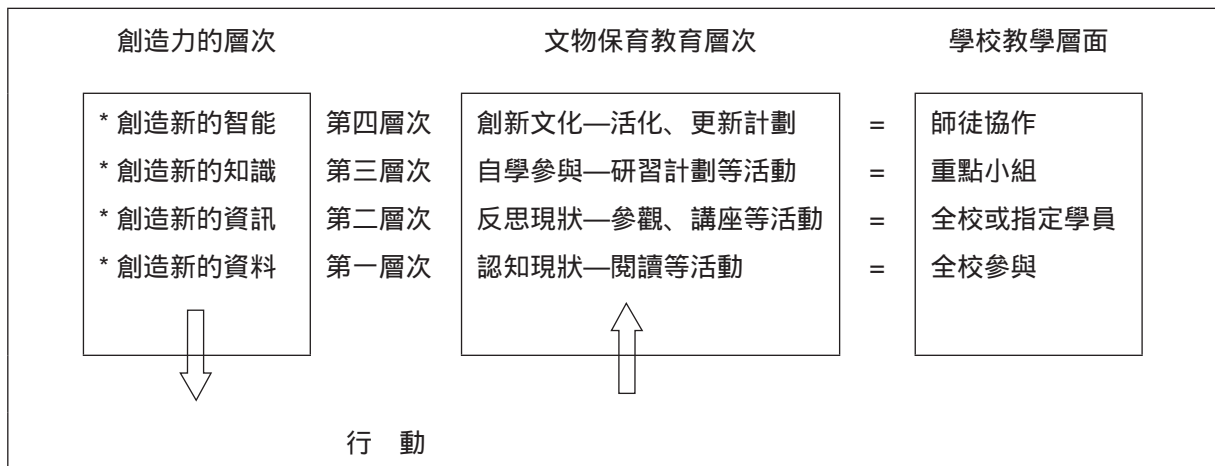 創造力的層次 文物保育教育層次 學校教學層面
* 創造新的智能 第四層次 創新文化—活化、更新計劃 = 師徒協作
* 創造新的知識 第三層次 自學參與—研習計劃等活動 = 重點小組
* 創造新的資訊 第二層次 反思現狀—參觀、講座等活動 = 全校或指定學員
* 創造新的資料 第一層次 認知現狀—閱讀等活動 = 全校參與
行 動